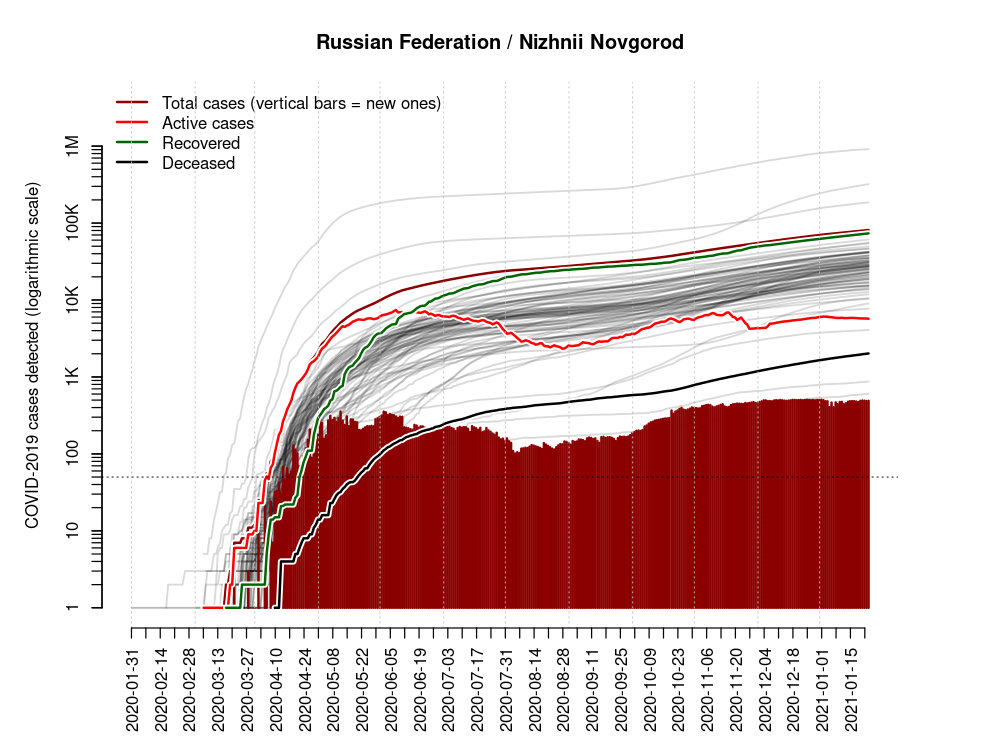 Russian Federation / Nizhnii Novgorod
Total cases (vertical bars = new ones)
Active cases
Recovered
Deceased
COVID-2019 cases detected (logarithmic scale)
1M
100K
10K
1K
100
10
1
2020-01-31
2020-02-14
2020-02-28
2020-03-13
2020-03-27
2020-04-10
2020-04-24
2020-05-08
2020-05-22
2020-06-05
2020-06-19
2020-07-03
2020-07-17
2020-07-31
2020-08-14
2020-08-28
2020-09-11
2020-09-25
2020-10-09
2020-10-23
2020-11-06
2020-11-20
2020-12-04
2020-12-18
2021-01-01
2021-01-15